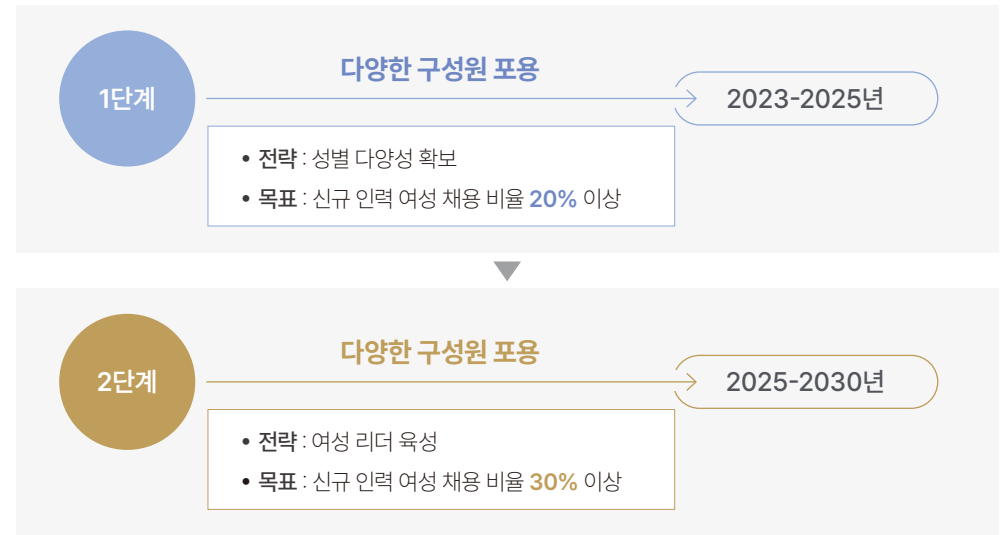 1단계
다양한 구성원 포용
2023-2025년
• 전략 : 성별 다양성 확보
• 목표 : 신규 인력 여성 채용 비율 20% 이상
2단계
다양한 구성원 포용
2025-2030년
• 전략 : 여성 리더 육성
• 목표 : 신규 인력 여성 채용 비율 30% 이상